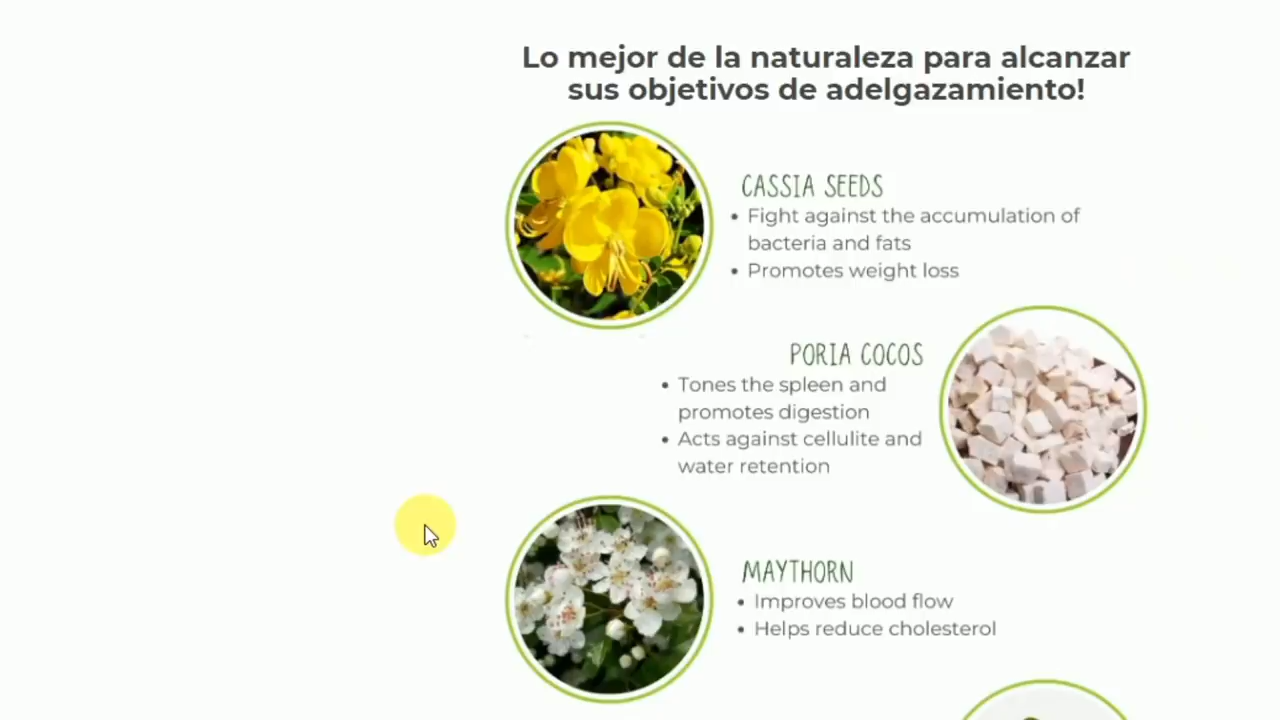 Lo mejor de la naturaleza para alcanzar
sus objetivos de adelgazamiento!
CASSIA SEEDS
• Fight against the accumulation of
bacteria and fats
• Promotes weight loss
PORIA COCOS
• Tones the spleen and
promotes digestion
• Acts against cellulite and
water retention
MAYTHORN
• Improves blood flow
• Helps reduce cholesterol